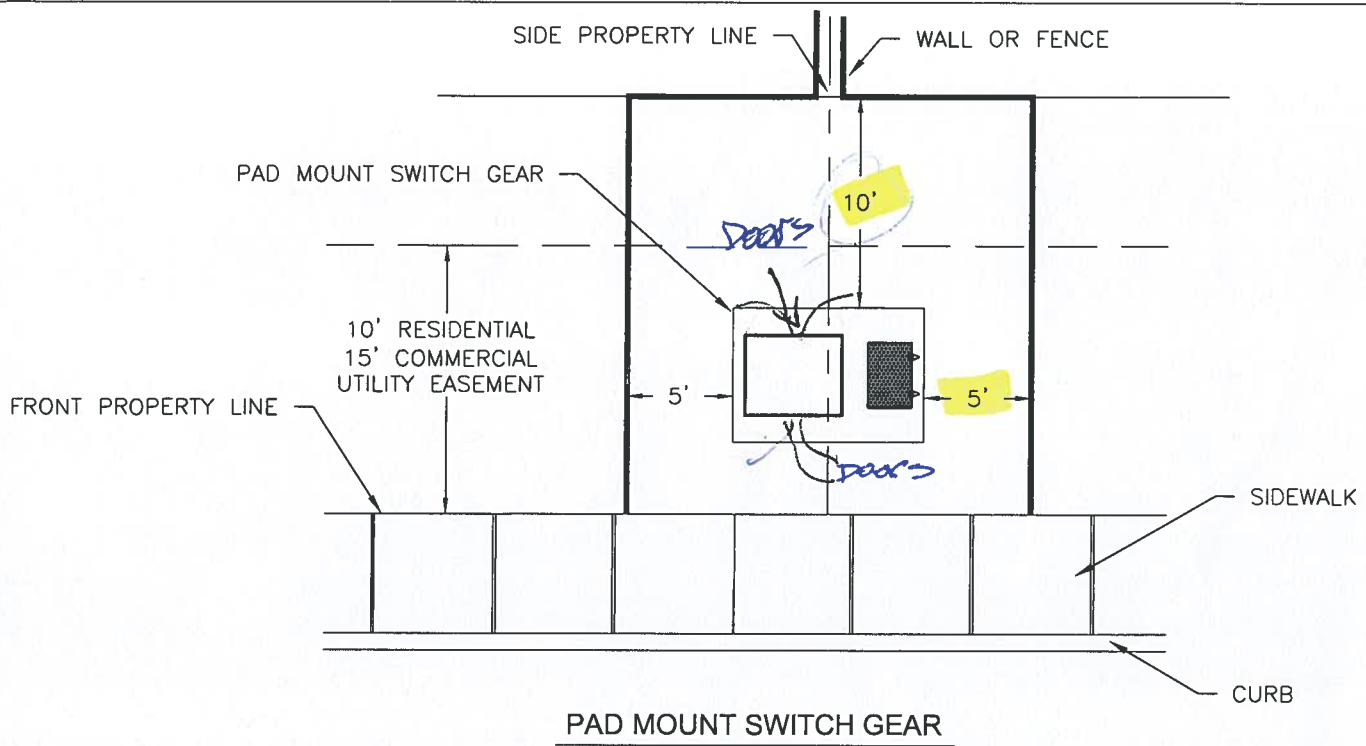 SIDE PROPERTY LINE
WALL OR FENCE
PAD MOUNT SWITCH GEAR
10'
DOORS
10' RESIDENTIAL
15' COMMERCIAL
UTILITY EASEMENT
5'
5'
FRONT PROPERTY LINE
DOORS
SIDEWALK
CURB
PAD MOUNT SWITCH GEAR